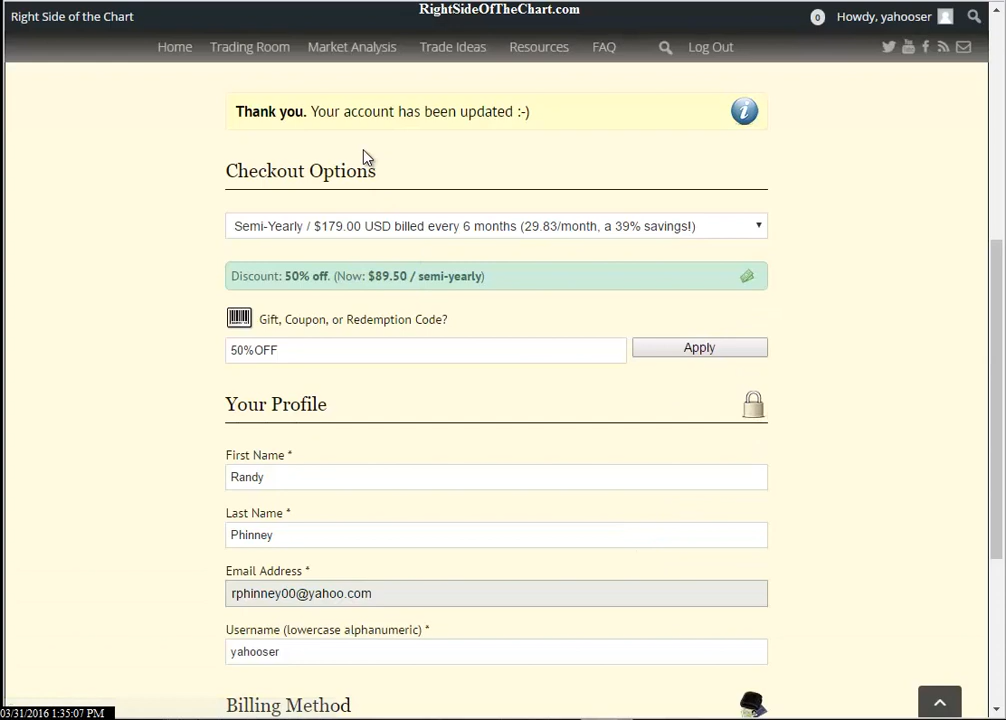 RightSideOfTheChart.com
Right Side of the Chart
0
Howdy, yahooser
Home Trading Room Market Analysis Trade Ideas Resources FAQ Log Out
Thank you. Your account has been updated :-)
Checkout Options
Semi-Yearly / $179.00 USD billed every 6 months (29.83/month, a 39% savings!)
Discount: 50% off. (Now: $89.50 / semi-yearly)
Gift, Coupon, or Redemption Code?
50%OFF
Apply
Your Profile
First Name *
Randy
Last Name *
Phinney
Email Address *
rphinney00@yahoo.com
Username (lowercase alphanumeric) *
yahooser
Billing Method
03/31/2016 1:35:07 PM